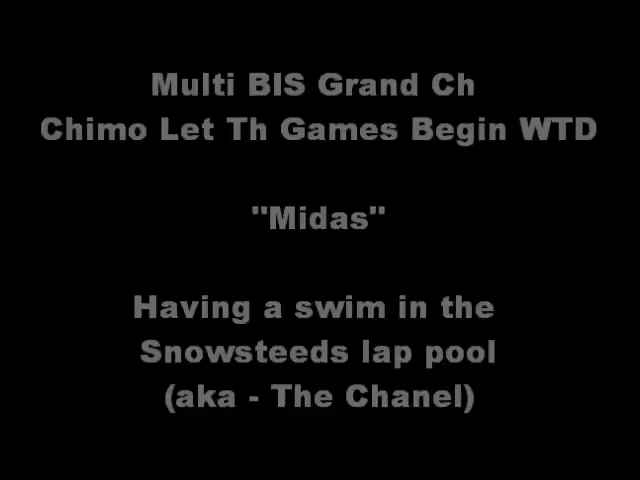 Multi BIS Grand Ch
Chimo Let Th Games Begin WTD
"Midas"
Having a swim in the
Snowsteeds lap pool
(aka - The Chanel)